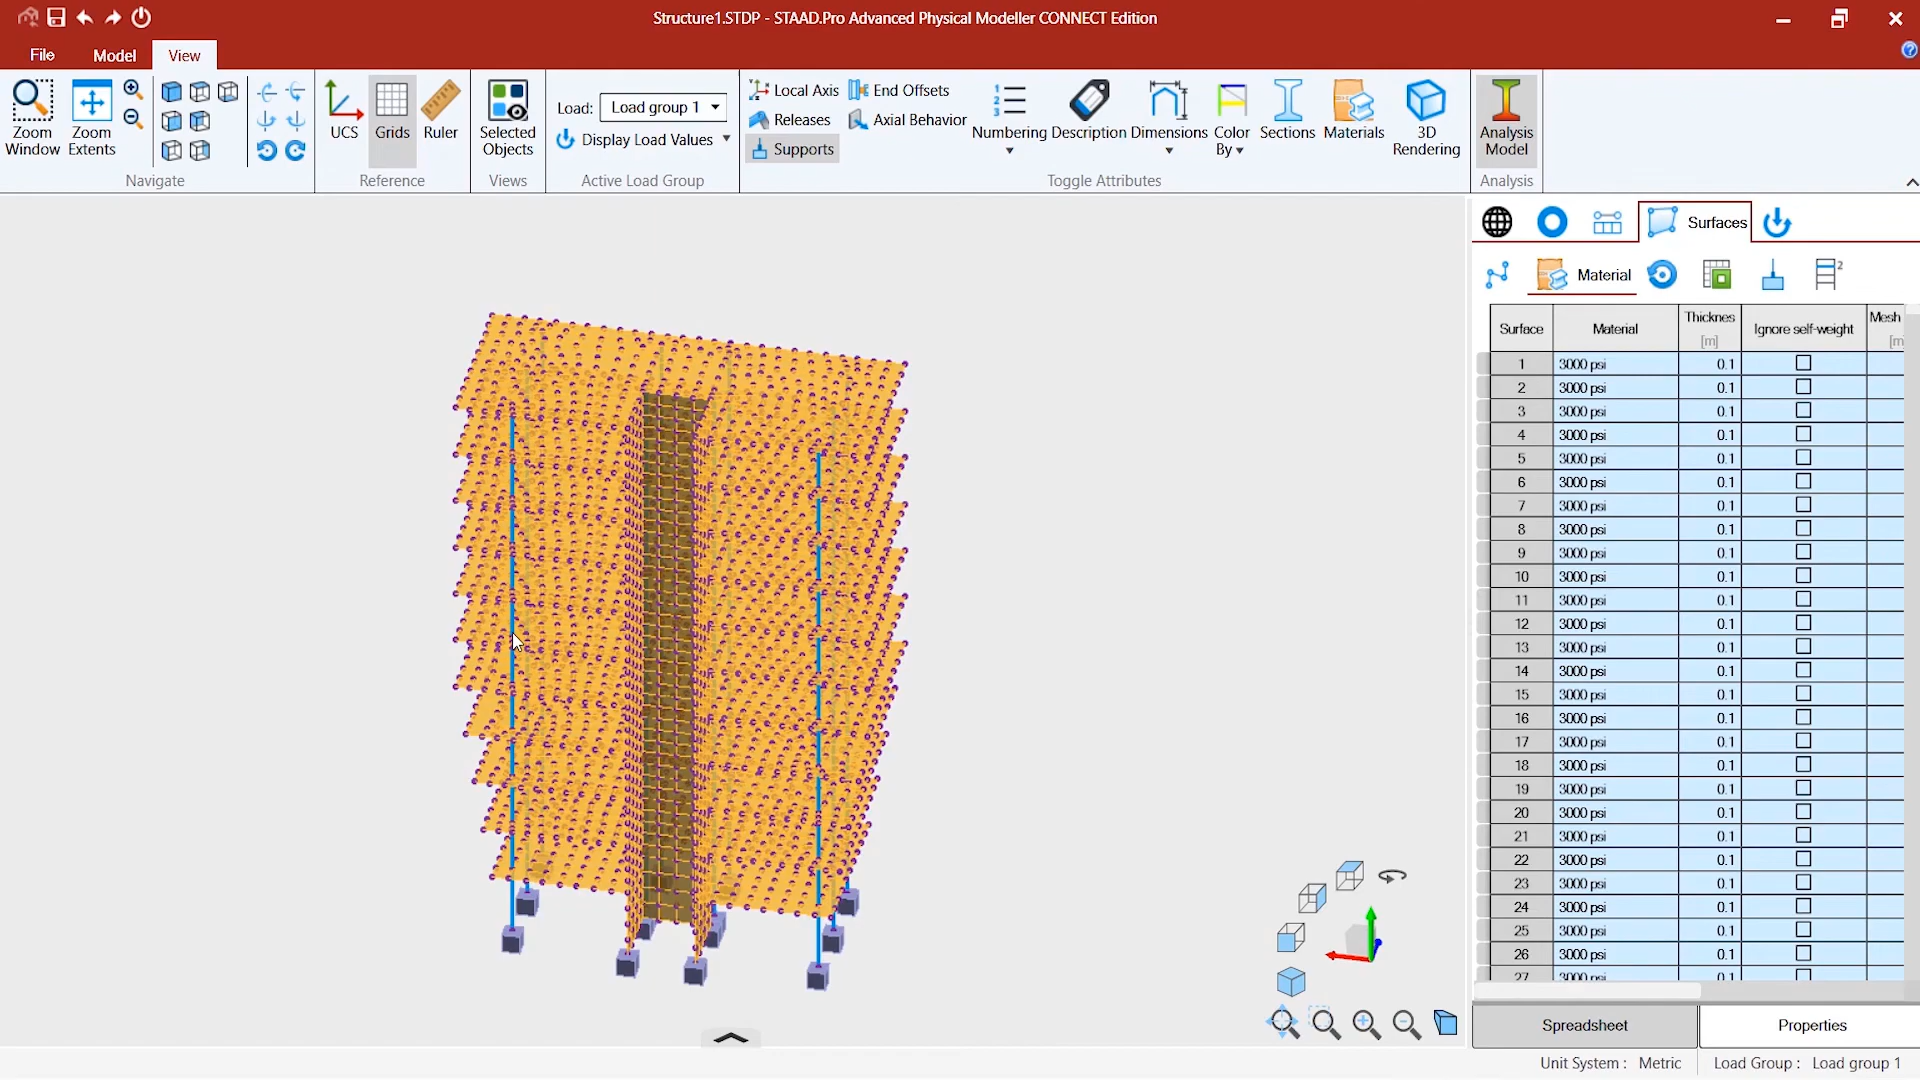 Structure1.STDP - STAAD.Pro Advanced Physical Modeller CONNECT Edition
File Model View
Zoom Window
Zoom Extents
Navigate
UCS
Grids
Ruler
Reference
Selected Objects
Views
Load: Load group 1
Display Load Values
Active Load Group
Local Axis
Releases
Supports
End Offsets
Axial Behavior
Numbering
Description
Dimensions
Color By
Sections
Materials
3D Rendering
Toggle Attributes
Analysis Model
Analysis
Surfaces
Material
Surface Material Thicknes [m] Ignore self-weight Mesh
1 3000 psi 0.1
2 3000 psi 0.1
3 3000 psi 0.1
4 3000 psi 0.1
5 3000 psi 0.1
6 3000 psi 0.1
7 3000 psi 0.1
8 3000 psi 0.1
9 3000 psi 0.1
10 3000 psi 0.1
11 3000 psi 0.1
12 3000 psi 0.1
13 3000 psi 0.1
14 3000 psi 0.1
15 3000 psi 0.1
16 3000 psi 0.1
17 3000 psi 0.1
18 3000 psi 0.1
19 3000 psi 0.1
20 3000 psi 0.1
21 3000 psi 0.1
22 3000 psi 0.1
23 3000 psi 0.1
24 3000 psi 0.1
25 3000 psi 0.1
26 3000 psi 0.1
27 3000 psi 0.1
Spreadsheet Properties
Unit System : Metric Load Group : Load group 1